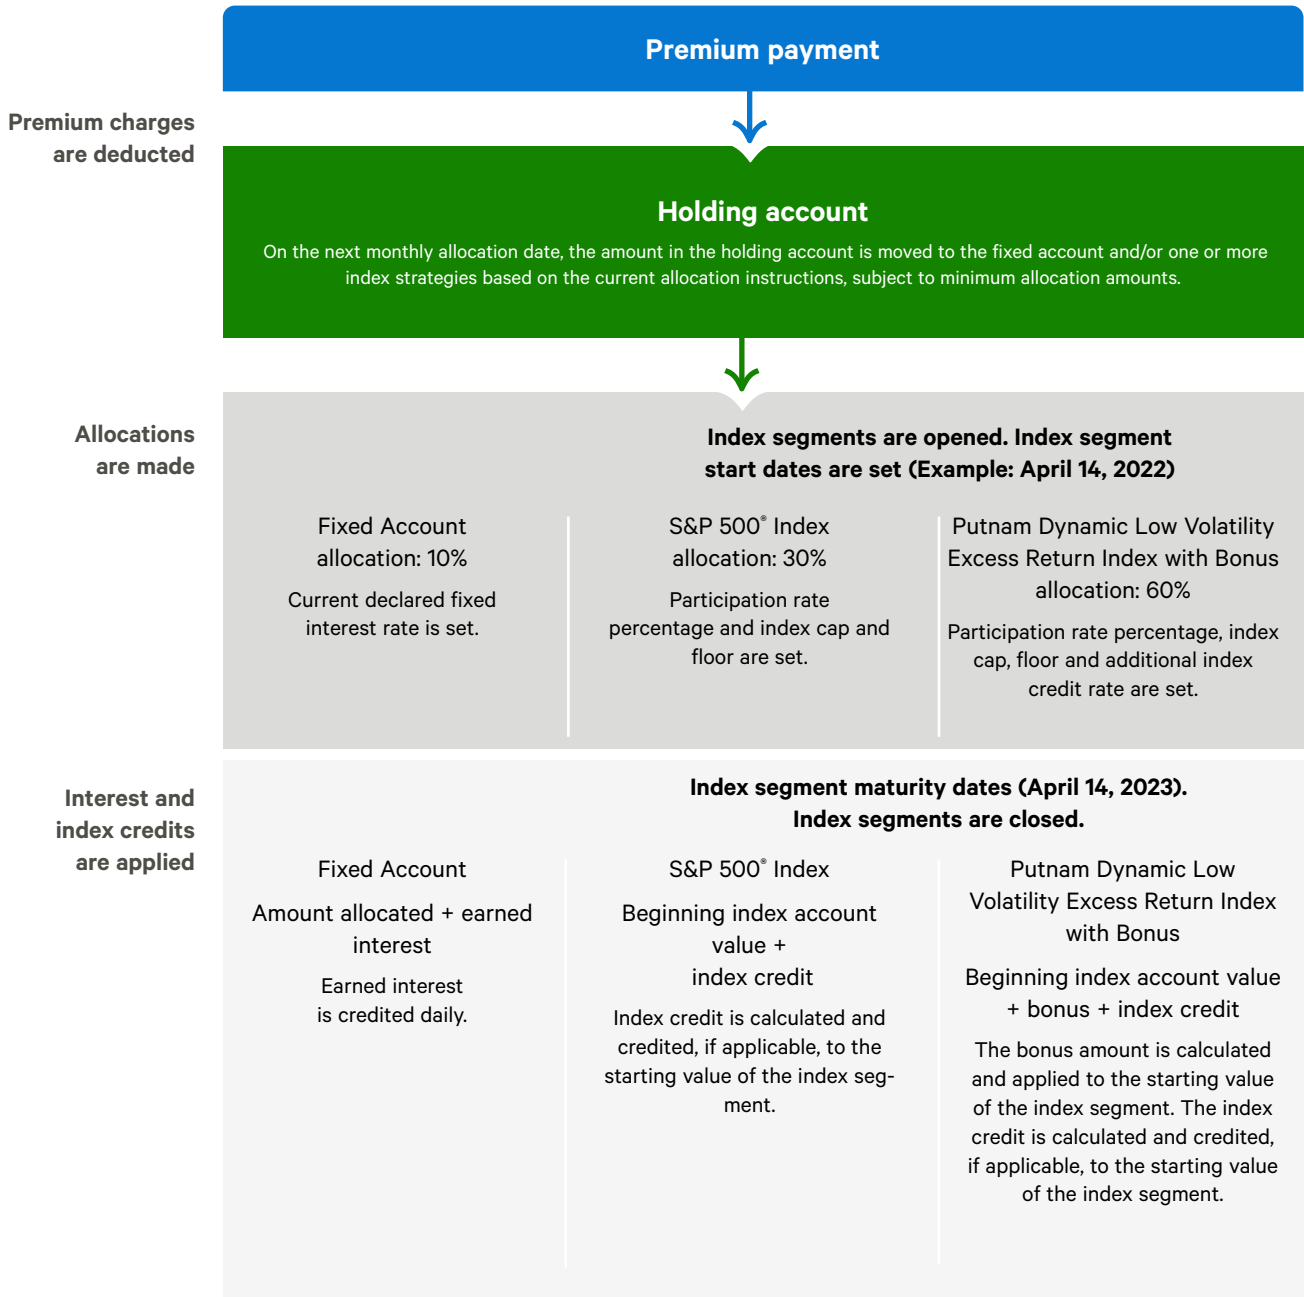 Premium payment
Premium charges
are deducted
Holding account
On the next monthly allocation date, the amount in the holding account is moved to the fixed account and/or one or more
index strategies based on the current allocation instructions, subject to minimum allocation amounts.
Allocations
are made
Index segments are opened. Index segment
start dates are set (Example: April 14, 2022)
Fixed Account
allocation: 10%
Current declared fixed
interest rate is set.
S&P 500® Index
allocation: 30%
Participation rate
percentage and index cap and
floor are set.
Putnam Dynamic Low Volatility
Excess Return Index with Bonus
allocation: 60%
Participation rate percentage, index
cap, floor and additional index
credit rate are set.
Interest and
index credits
are applied
Index segment maturity dates (April 14, 2023).
Index segments are closed.
Fixed Account
Amount allocated + earned
interest
Earned interest
is credited daily.
S&P 500® Index
Beginning index account
value +
index credit
Index credit is calculated and
credited, if applicable, to the
starting value of the index seg-
ment.
Putnam Dynamic Low
Volatility Excess Return Index
with Bonus
Beginning index account value
+ bonus + index credit
The bonus amount is calculated
and applied to the starting value
of the index segment. The index
credit is calculated and credited,
if applicable, to the starting value
of the index segment.